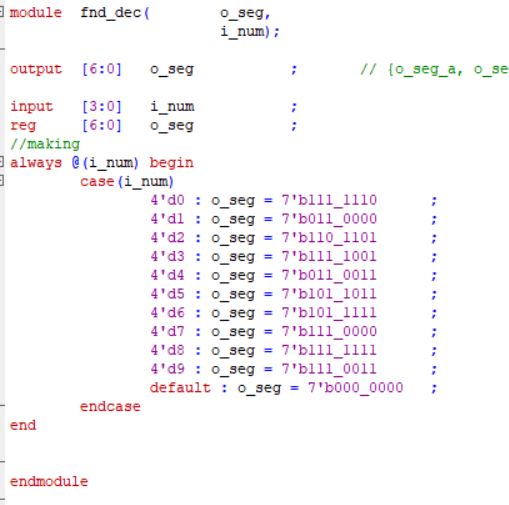 module fnd_dec( o_seg,
i_num);
output [6:0] o_seg ; // {o_seg_a, o_se
input [3:0] i_num ;
reg [6:0] o_seg ;
//making
always @(i_num) begin
case(i_num)
4'd0 : o_seg = 7'b111_1110 ;
4'd1 : o_seg = 7'b011_0000 ;
4'd2 : o_seg = 7'b110_1101 ;
4'd3 : o_seg = 7'b111_1001 ;
4'd4 : o_seg = 7'b011_0011 ;
4'd5 : o_seg = 7'b101_1011 ;
4'd6 : o_seg = 7'b101_1111 ;
4'd7 : o_seg = 7'b111_0000 ;
4'd8 : o_seg = 7'b111_1111 ;
4'd9 : o_seg = 7'b111_0011 ;
default : o_seg = 7'b000_0000 ;
endcase
end
endmodule